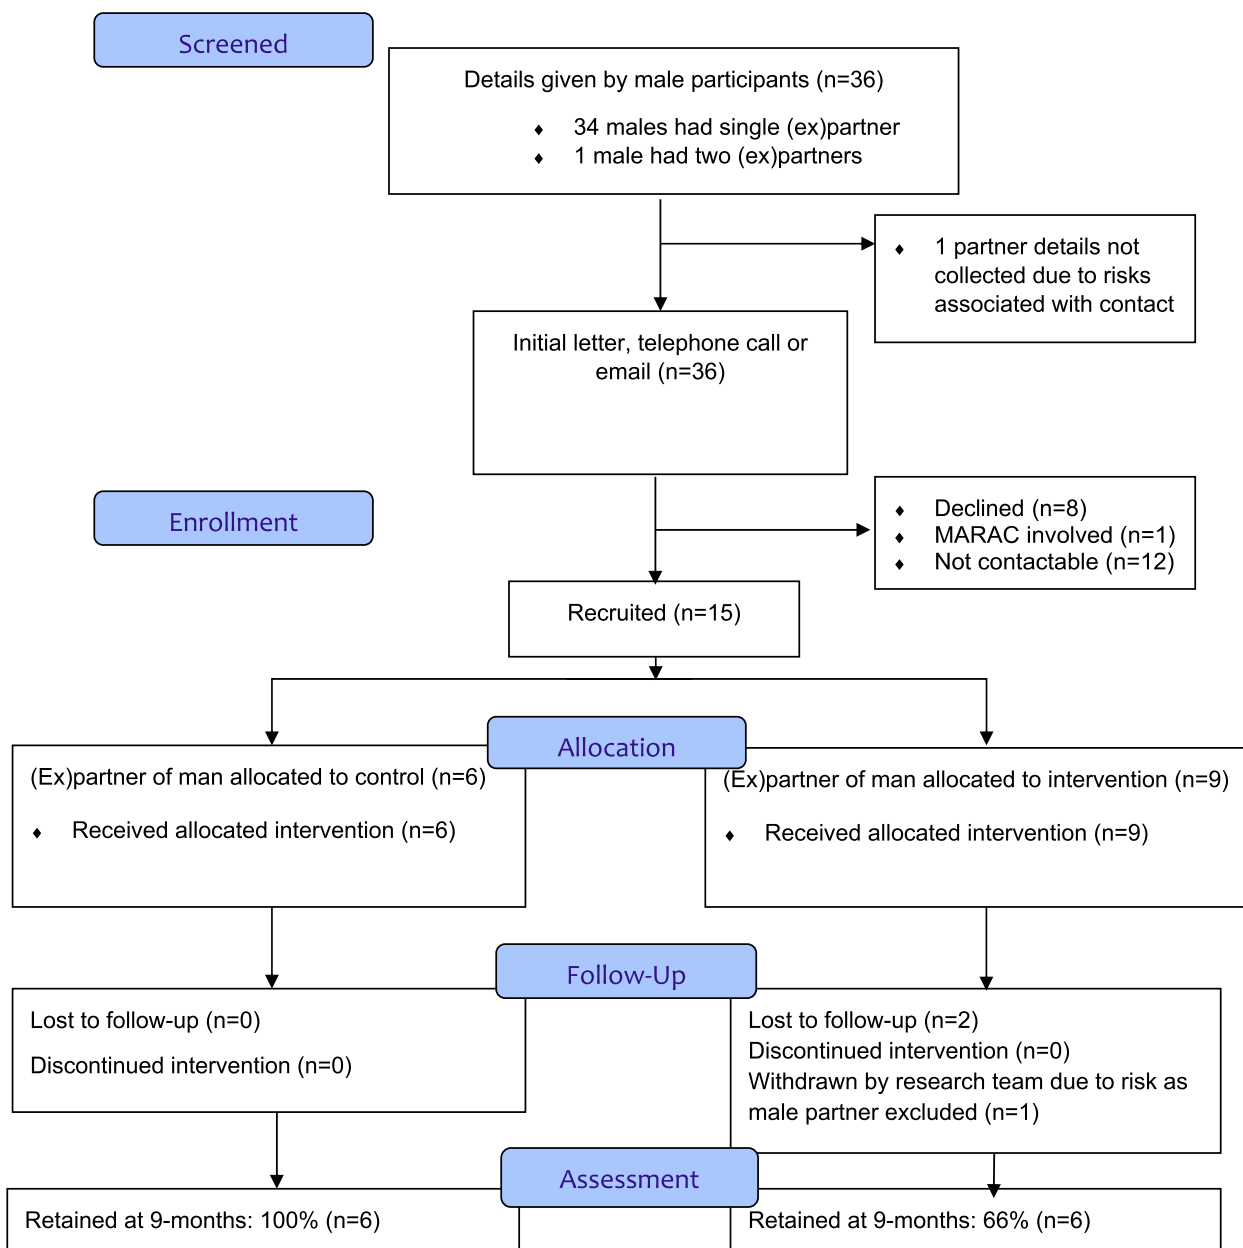 Screened
Details given by male participants (n=36)
♦ 34 males had single (ex)partner
♦ 1 male had two (ex)partners
♦ 1 partner details not
collected due to risks
associated with contact
Initial letter, telephone call or
email (n=36)
Enrollment
♦ Declined (n=8)
♦ MARAC involved (n=1)
♦ Not contactable (n=12)
Recruited (n=15)
Allocation
(Ex)partner of man allocated to control (n=6)
♦ Received allocated intervention (n=6)
(Ex)partner of man allocated to intervention (n=9)
♦ Received allocated intervention (n=9)
Follow-Up
Lost to follow-up (n=0)
Discontinued intervention (n=0)
Lost to follow-up (n=2)
Discontinued intervention (n=0)
Withdrawn by research team due to risk as
male partner excluded (n=1)
Assessment
Retained at 9-months: 100% (n=6)
Retained at 9-months: 66% (n=6)